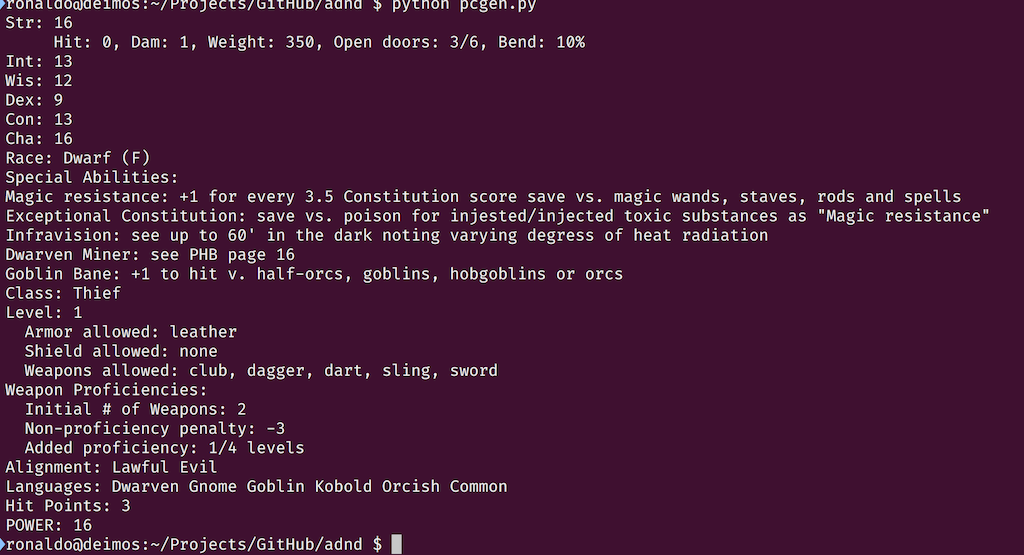 ronaldo@deimos:~/Projects/GitHub/adnd $ python pcgen.py
Str: 16
Hit: 0, Dam: 1, Weight: 350, Open doors: 3/6, Bend: 10%
Int: 13
Wis: 12
Dex: 9
Con: 13
Cha: 16
Race: Dwarf (F)
Special Abilities:
Magic resistance: +1 for every 3.5 Constitution score save vs. magic wands, staves, rods and spells
Exceptional Constitution: save vs. poison for injested/injected toxic substances as "Magic resistance"
Infravision: see up to 60' in the dark noting varying degress of heat radiation
Dwarven Miner: see PHB page 16
Goblin Bane: +1 to hit v. half-orcs, goblins, hobgoblins or orcs
Class: Thief
Level: 1
Armor allowed: leather
Shield allowed: none
Weapons allowed: club, dagger, dart, sling, sword
Weapon Proficiencies:
Initial # of Weapons: 2
Non-proficiency penalty: -3
Added proficiency: 1/4 levels
Alignment: Lawful Evil
Languages: Dwarven Gnome Goblin Kobold Orcish Common
Hit Points: 3
POWER: 16
ronaldo@deimos:~/Projects/GitHub/adnd $